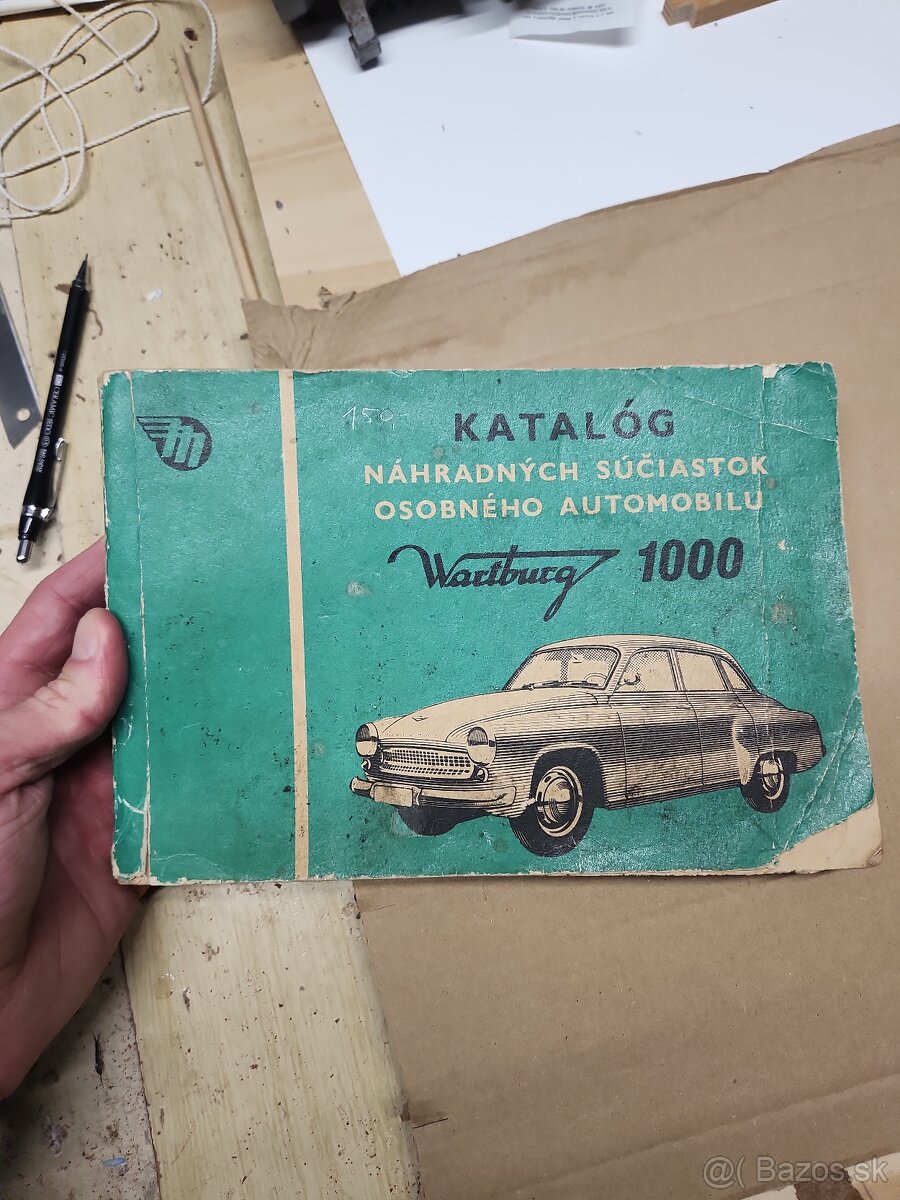 150
KATALÓG
NÁHRADNÝCH SÚČIASTOK
OSOBNÉHO AUTOMOBILU
Wartburg 1000
m
@( Bazos.sk